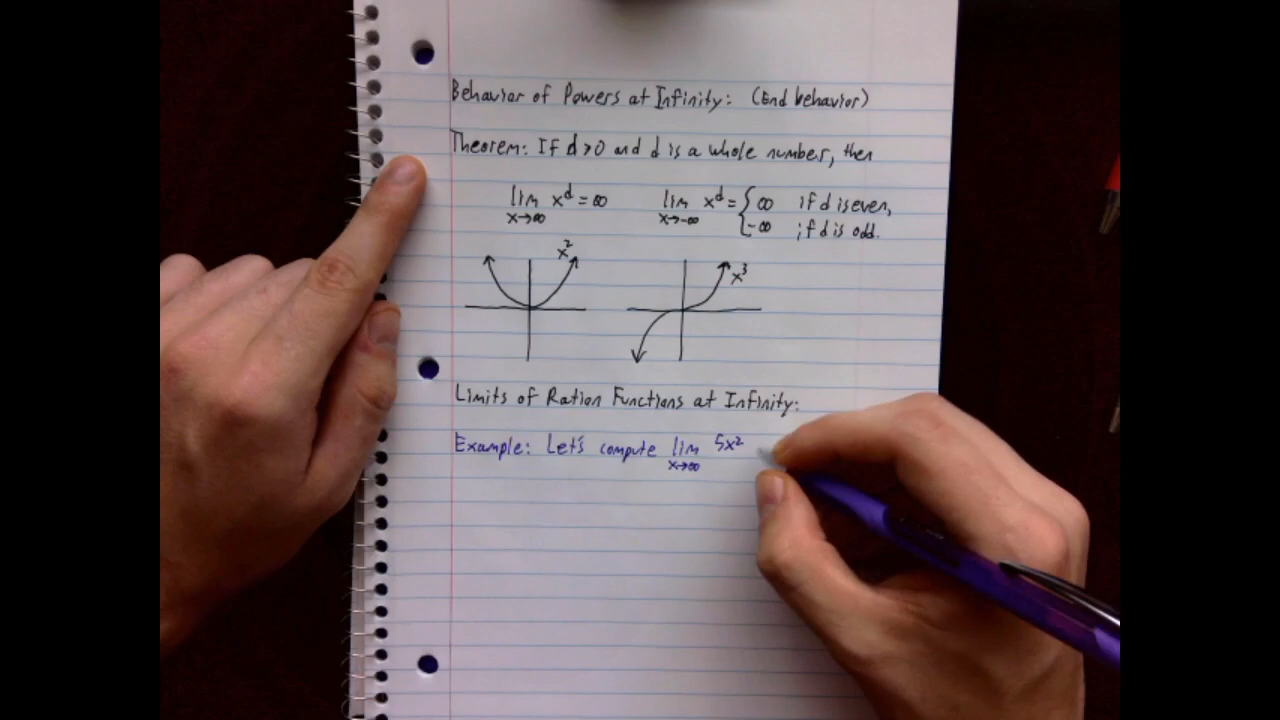 Behavior of Powers at Infinity: (End behavior)
Theorem: If d>0 and d is a whole number, then
lim x→∞ x^d = ∞ lim x→-∞ x^d = { ∞ if d is even, -∞ if d is odd.
x² x³
Limits of Ration Functions at Infinity:
Example: Let's compute lim x→∞ 5x²